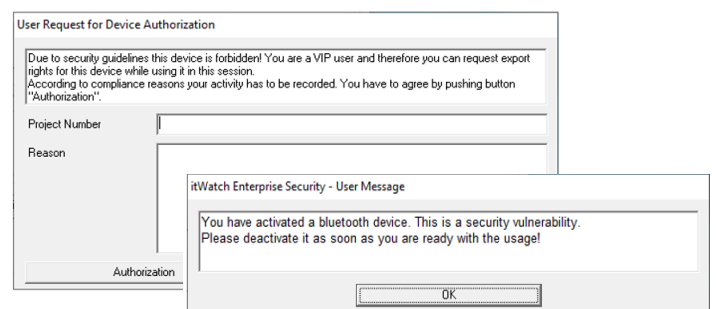 User Request for Device Authorization
Due to security guidelines this device is forbidden! You are a VIP user and therefore you can request export
rights for this device while using it in this session.
According to compliance reasons your activity has to be recorded. You have to agree by pushing button
"Authorization".
Project Number
Reason
Authorization
itWatch Enterprise Security - User Message
You have activated a bluetooth device. This is a security vulnerability.
Please deactivate it as soon as you are ready with the usage!
OK